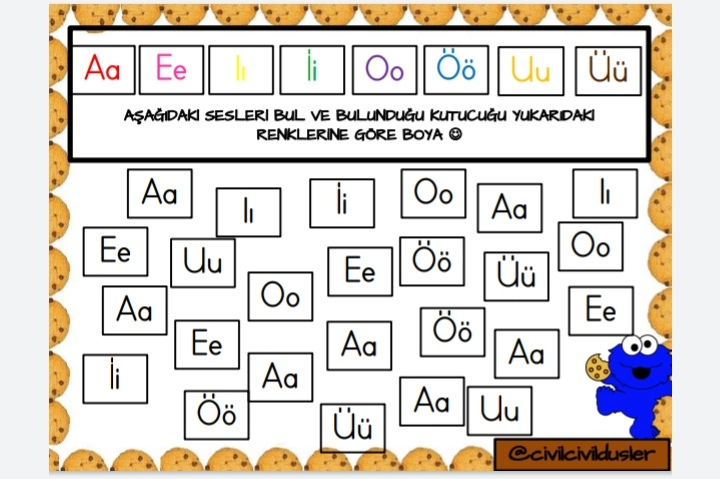 Aa Ee Iı İi Oo Öö Uu Üü
AŞAĞIDAKİ SESLERİ BUL VE BULUNDUĞU KUTUCUĞU YUKARIDAKİ
RENKLERİNE GÖRE BOYA ☺
Aa Iı İi Oo Aa Iı
Ee Uu Ee Öö Üü Oo
Aa Oo Öö Ee
Ee Aa Aa
İi Aa
Öö Üü Aa Uu
@civilcivildusler